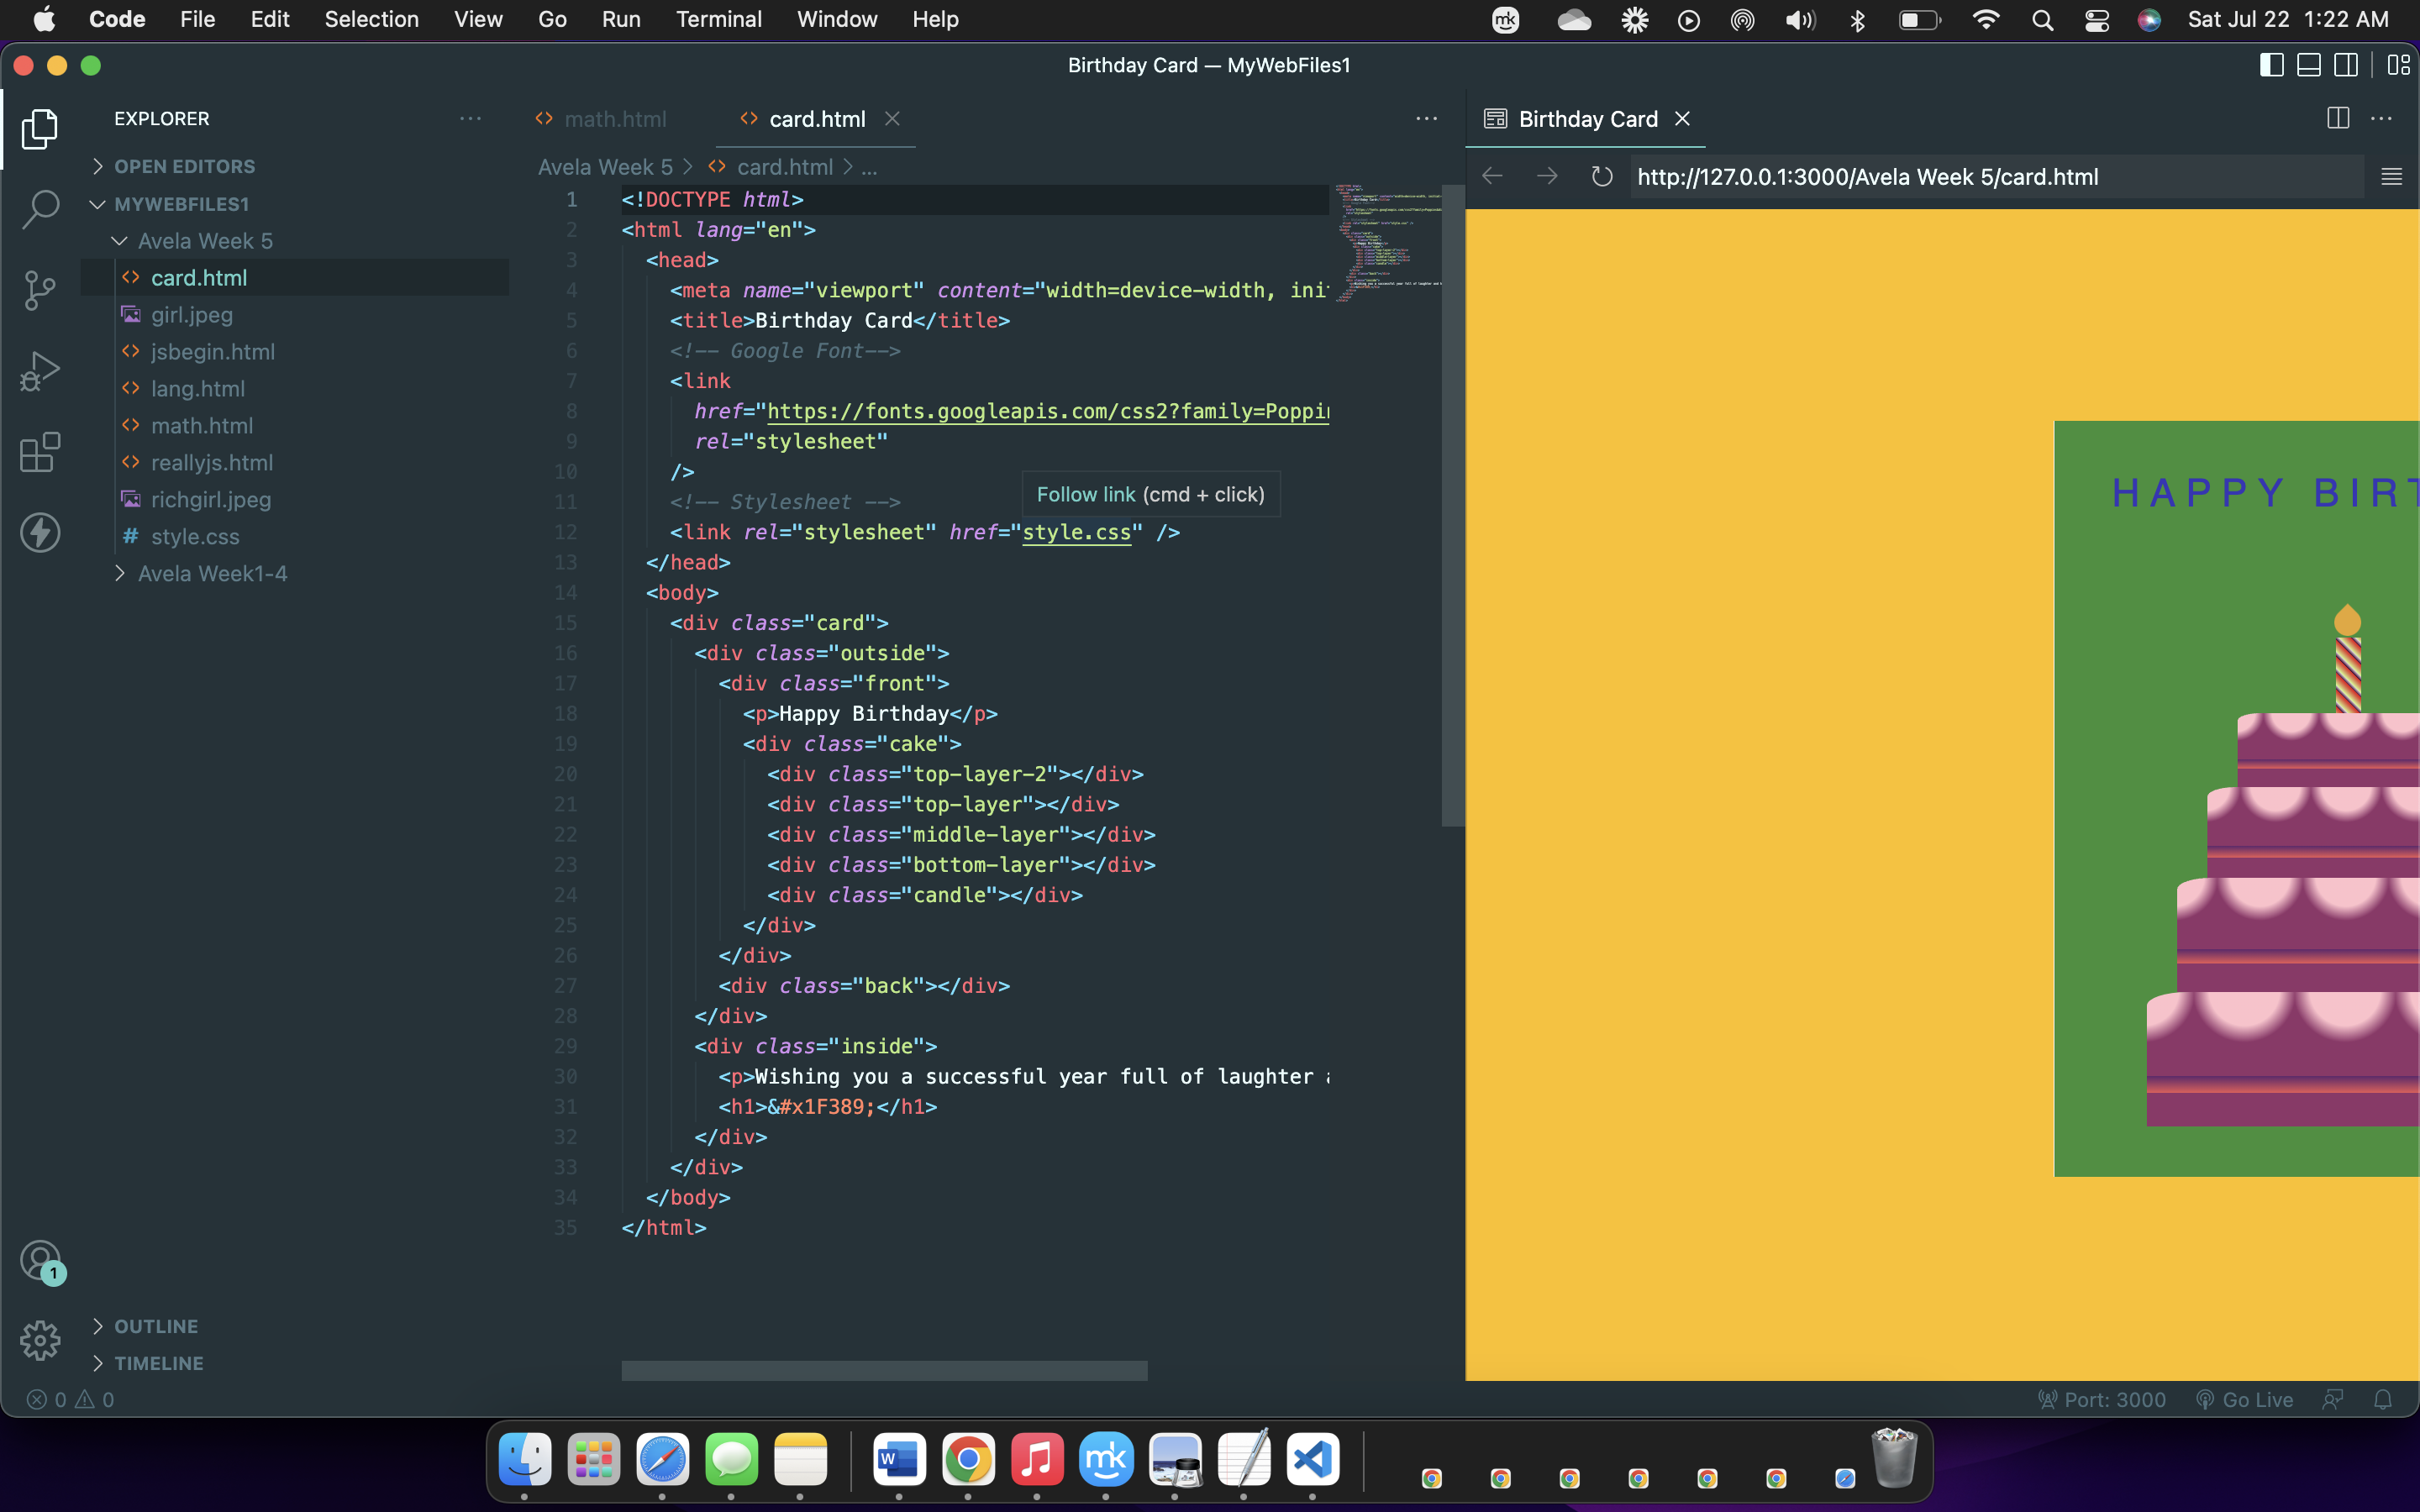 Code File Edit Selection View Go Run Terminal Window Help mk Sat Jul 22 1:22 AM
Birthday Card — MyWebFiles1
EXPLORER
OPEN EDITORS
MYWEBFILES1
Avela Week 5
card.html
girl.jpeg
jsbegin.html
lang.html
math.html
reallyjs.html
richgirl.jpeg
# style.css
Avela Week1-4
1
OUTLINE
TIMELINE
math.html card.html
Avela Week 5 > card.html > ...
1 <!DOCTYPE html>
2 <html lang="en">
3 <head>
4 <meta name="viewport" content="width=device-width, init
5 <title>Birthday Card</title>
6 <!-- Google Font-->
7 <link
8 href="https://fonts.googleapis.com/css2?family=Poppin
9 rel="stylesheet"
10 />
11 <!-- Stylesheet -->
Follow link (cmd + click)
12 <link rel="stylesheet" href="style.css" />
13 </head>
14 <body>
15 <div class="card">
16 <div class="outside">
17 <div class="front">
18 <p>Happy Birthday</p>
19 <div class="cake">
20 <div class="top-layer-2"></div>
21 <div class="top-layer"></div>
22 <div class="middle-layer"></div>
23 <div class="bottom-layer"></div>
24 <div class="candle"></div>
25 </div>
26 </div>
27 <div class="back"></div>
28 </div>
29 <div class="inside">
30 <p>Wishing you a successful year full of laughter a
31 <h1>&#x1F389;</h1>
32 </div>
33 </div>
34 </body>
35 </html>
Birthday Card
http://127.0.0.1:3000/Avela Week 5/card.html
HAPPY BIRT
0 0
Port: 3000 Go Live
W mk